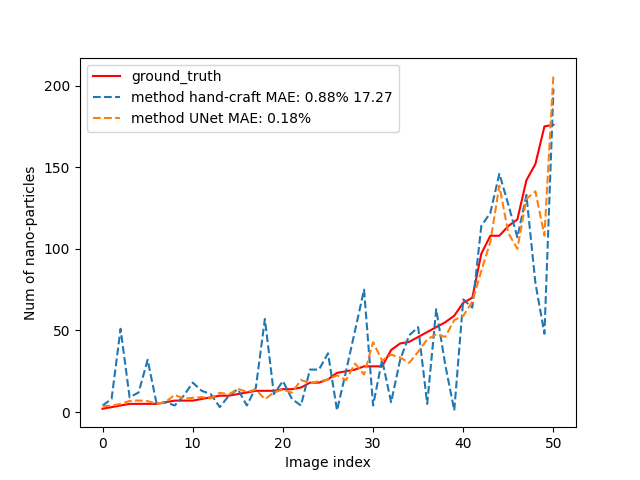 ground_truth
method hand-craft MAE: 0.88% 17.27
method UNet MAE: 0.18%
200
150
100
50
0
Num of nano-particles
0 10 20 30 40 50
Image index